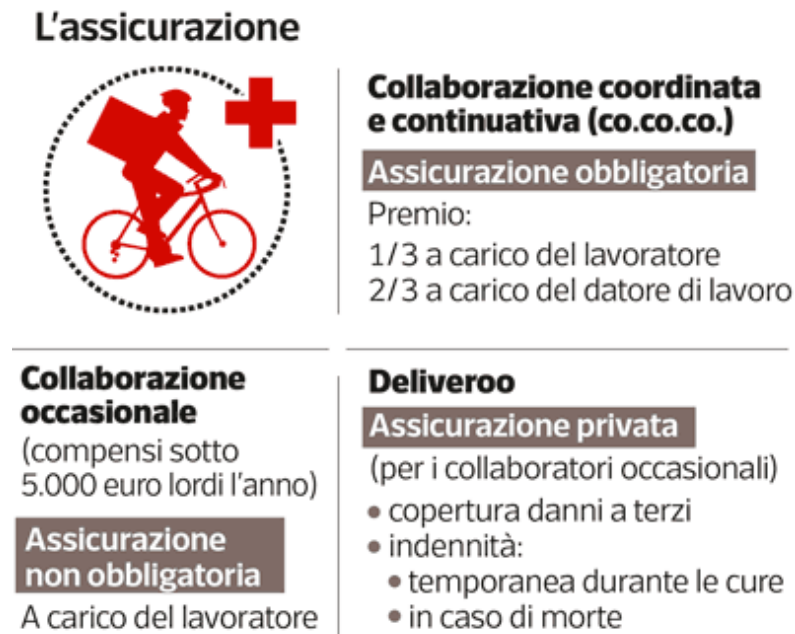 L'assicurazione
Collaborazione coordinata
e continuativa (co.co.co.)
Assicurazione obbligatoria
Premio:
1/3 a carico del lavoratore
2/3 a carico del datore di lavoro
Collaborazione
occasionale
(compensi sotto
5.000 euro lordi l'anno)
Assicurazione
non obbligatoria
A carico del lavoratore
Deliveroo
Assicurazione privata
(per i collaboratori occasionali)
• copertura danni a terzi
• indennità:
• temporanea durante le cure
• in caso di morte